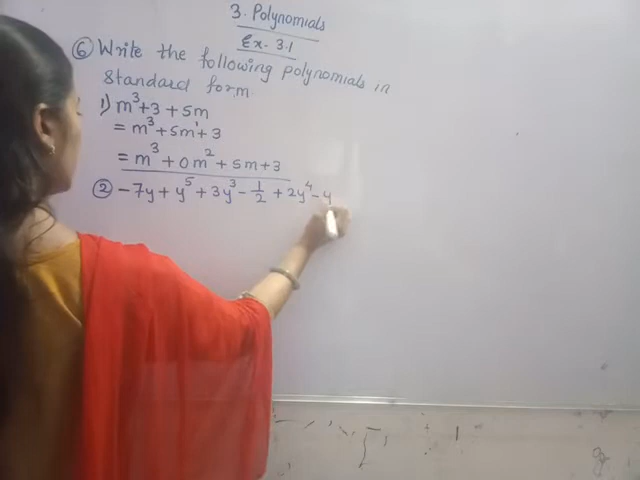 3. Polynomials
Ex- 3.1
⑥ Write the following polynomials in
standard form
1) m³+3+5m
= m³+5m¹+3
= m³+0m²+5m+3
② -7y+y⁵+3y³-1/2+2y⁴-y